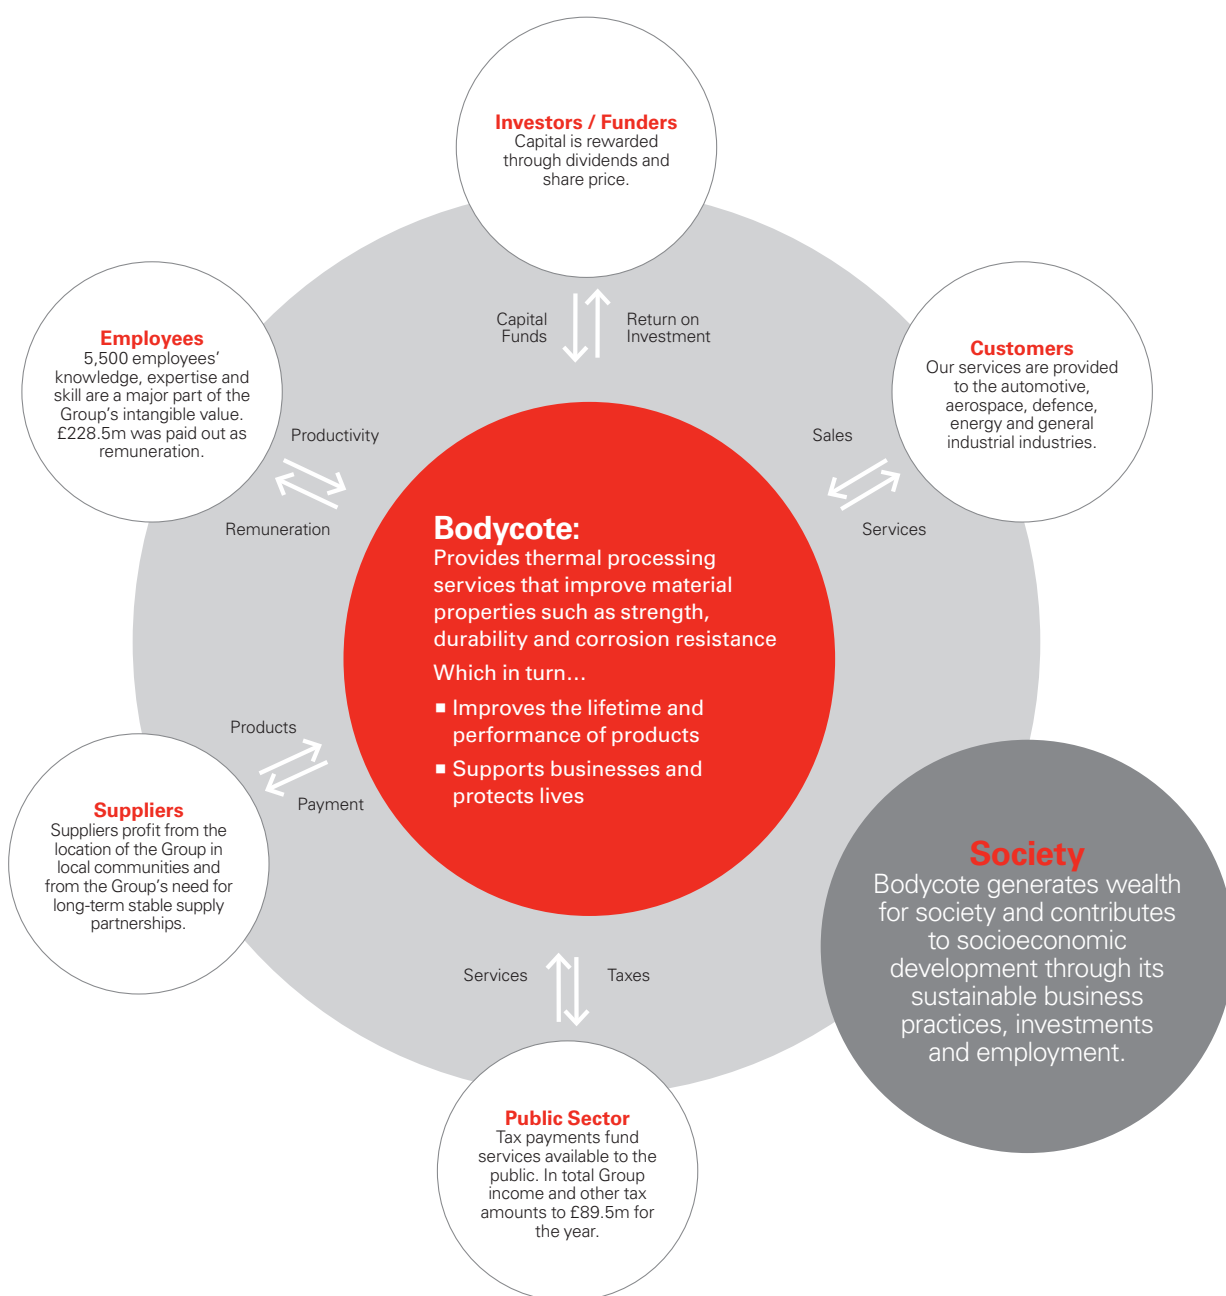 Investors / Funders
Capital is rewarded
through dividends and
share price.
Capital
Funds
Return on
Investment
Employees
5,500 employees’
knowledge, expertise and
skill are a major part of the
Group’s intangible value.
£228.5m was paid out as
remuneration.
Productivity
Remuneration
Customers
Our services are provided
to the automotive,
aerospace, defence,
energy and general
industrial industries.
Sales
Services
Bodycote:
Provides thermal processing
services that improve material
properties such as strength,
durability and corrosion resistance
Which in turn…
■ Improves the lifetime and
performance of products
■ Supports businesses and
protects lives
Products
Payment
Suppliers
Suppliers profit from the
location of the Group in
local communities and
from the Group’s need for
long-term stable supply
partnerships.
Society
Bodycote generates wealth
for society and contributes
to socioeconomic
development through its
sustainable business
practices, investments
and employment.
Services
Taxes
Public Sector
Tax payments fund
services available to the
public. In total Group
income and other tax
amounts to £89.5m for
the year.